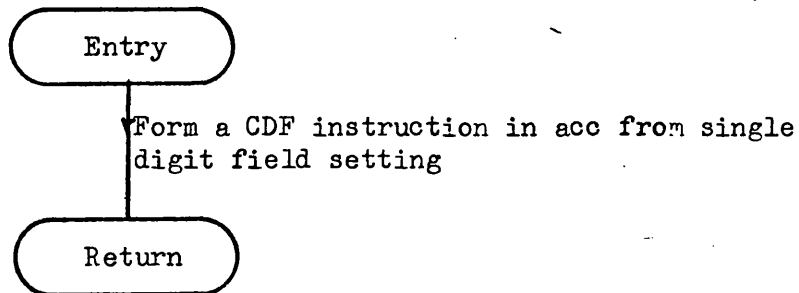 Entry
Form a CDF instruction in acc from single
digit field setting
Return